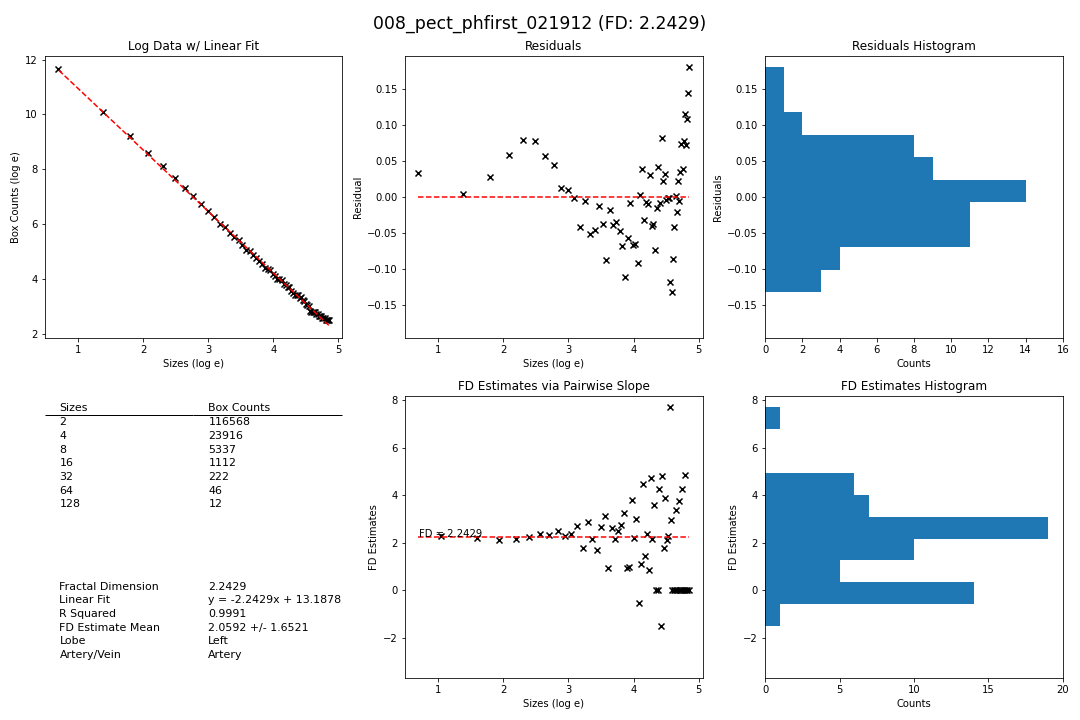 008_pect_phfirst_021912 (FD: 2.2429)
Log Data w/ Linear Fit
12
10
8
6
4
2
Box Counts (log e)
1 2 3 4 5
Sizes (log e)
Residuals
0.15
0.10
0.05
0.00
−0.05
−0.10
−0.15
Residual
1 2 3 4 5
Sizes (log e)
Residuals Histogram
0.15
0.10
0.05
0.00
−0.05
−0.10
−0.15
Residuals
0 2 4 6 8 10 12 14 16
Counts
Sizes Box Counts
2 116568
4 23916
8 5337
16 1112
32 222
64 46
128 12
Fractal Dimension 2.2429
Linear Fit y = -2.2429x + 13.1878
R Squared 0.9991
FD Estimate Mean 2.0592 +/- 1.6521
Lobe Left
Artery/Vein Artery
FD Estimates via Pairwise Slope
8
6
4
2
0
−2
FD Estimates
FD = 2.2429
1 2 3 4 5
Sizes (log e)
FD Estimates Histogram
8
6
4
2
0
−2
FD Estimates
0 5 10 15 20
Counts